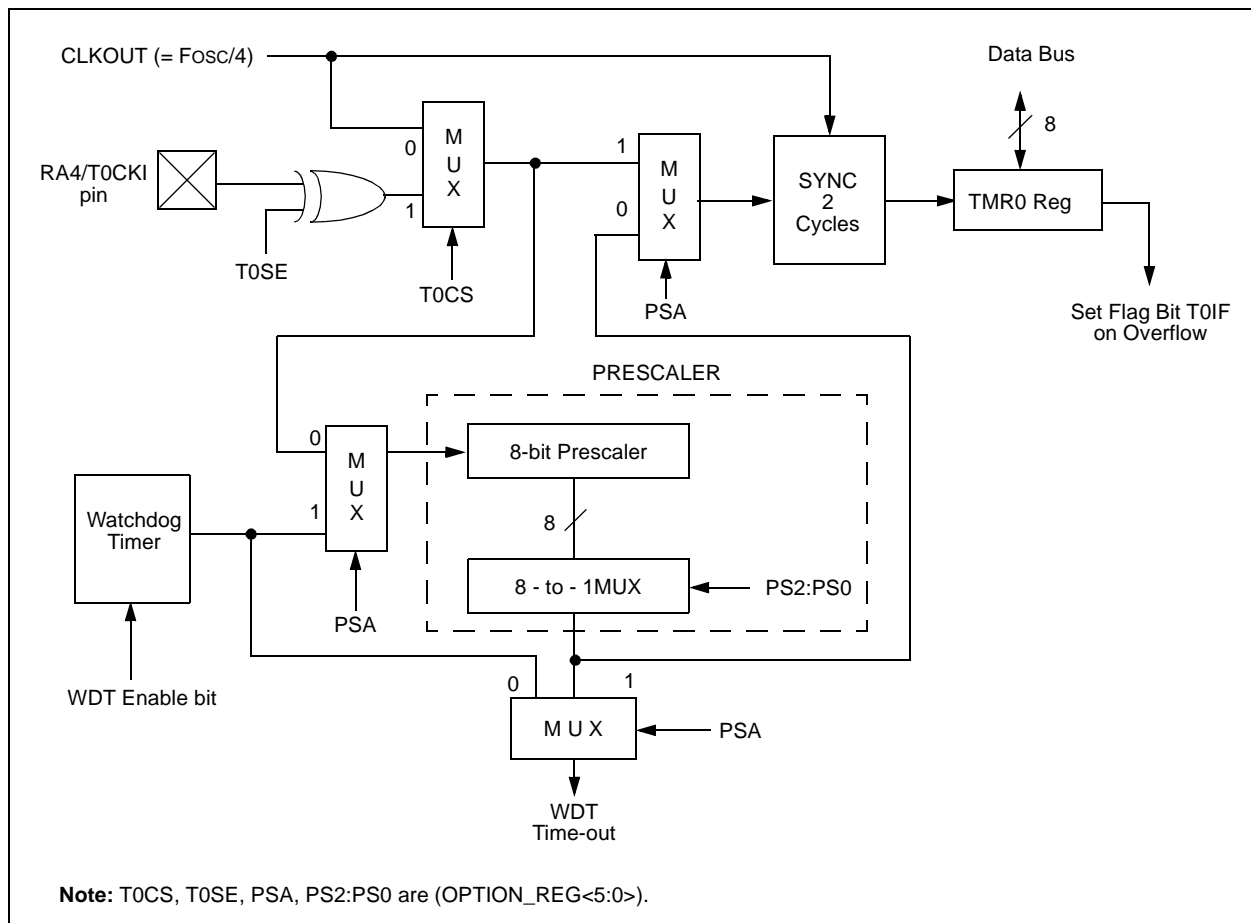 CLKOUT (= FOSC/4)
Data Bus
8
0
M
U
X
1
M
U
X
RA4/T0CKI
pin
1
0
SYNC
2
Cycles
TMR0 Reg
T0SE
T0CS
PSA
Set Flag Bit T0IF
on Overflow
PRESCALER
0
M
U
X
8-bit Prescaler
Watchdog
Timer
1
8
8 - to - 1MUX
PS2:PS0
PSA
WDT Enable bit
0
1
M U X
PSA
WDT
Time-out
Note: T0CS, T0SE, PSA, PS2:PS0 are (OPTION_REG<5:0>).